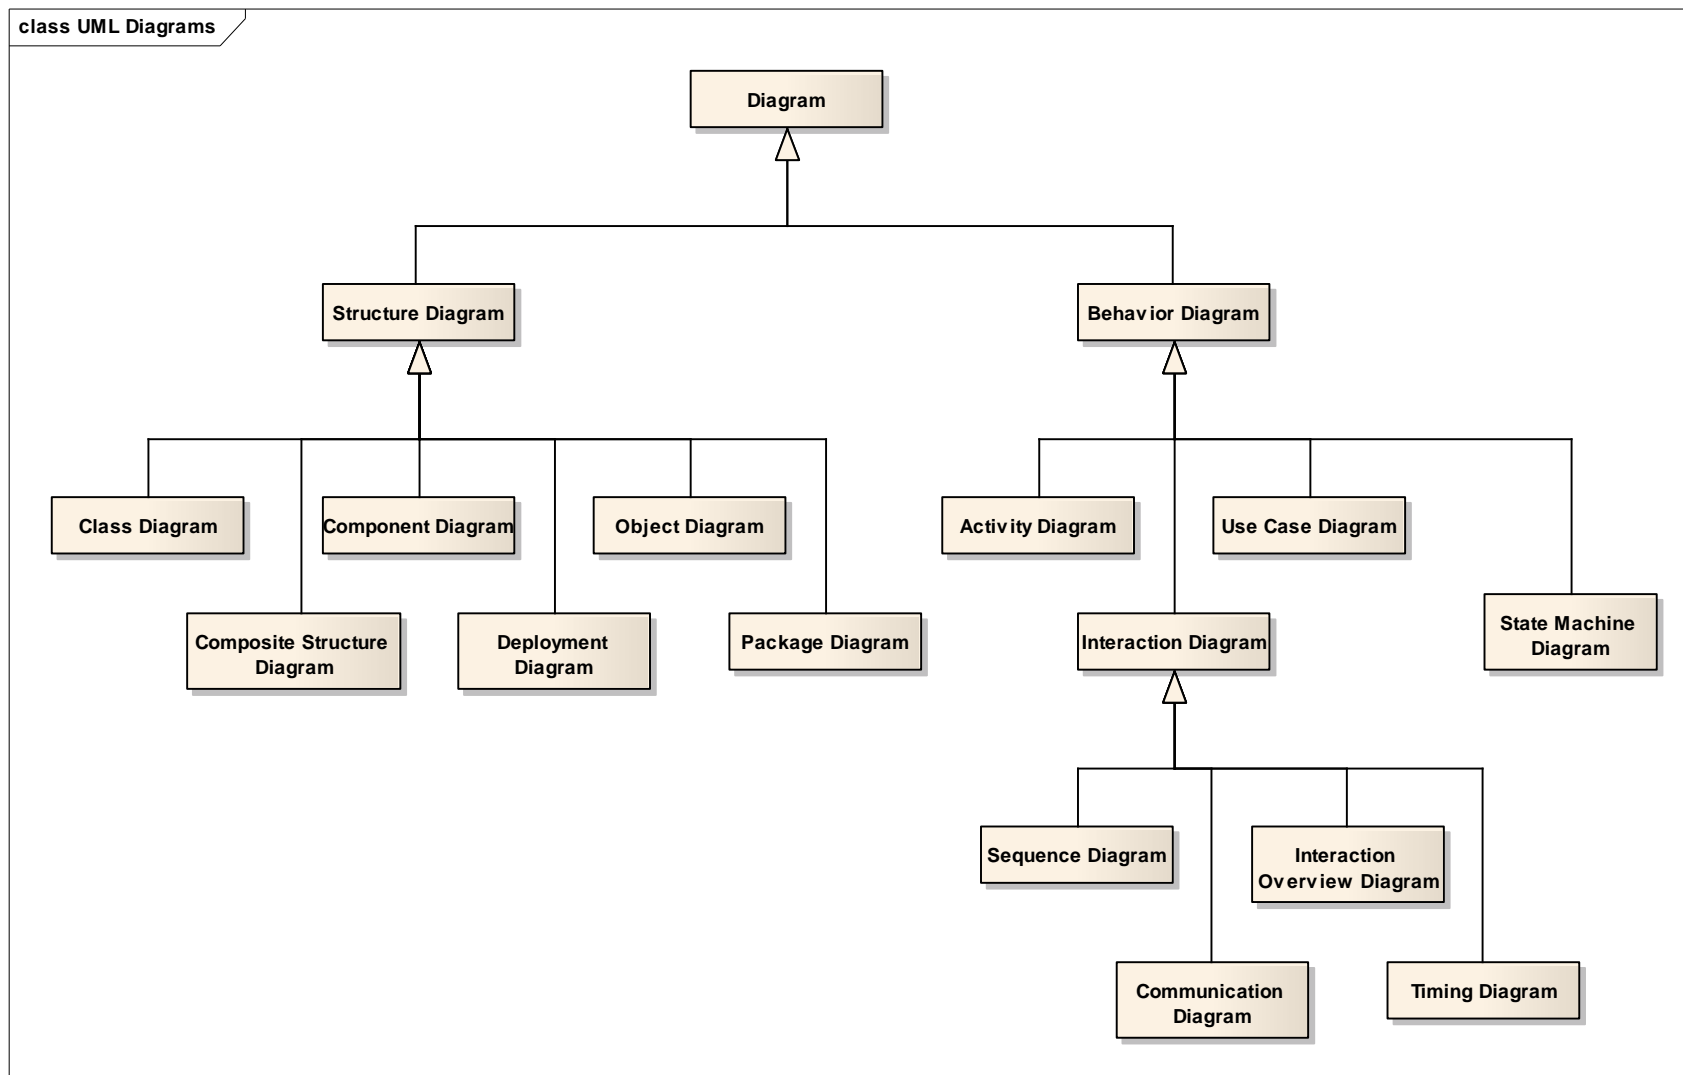 class UML Diagrams
Diagram
Structure Diagram
Behavior Diagram
Class Diagram
Component Diagram
Object Diagram
Activity Diagram
Use Case Diagram
Composite Structure
Diagram
Deployment
Diagram
Package Diagram
Interaction Diagram
State Machine
Diagram
Sequence Diagram
Interaction
Overview Diagram
Communication
Diagram
Timing Diagram